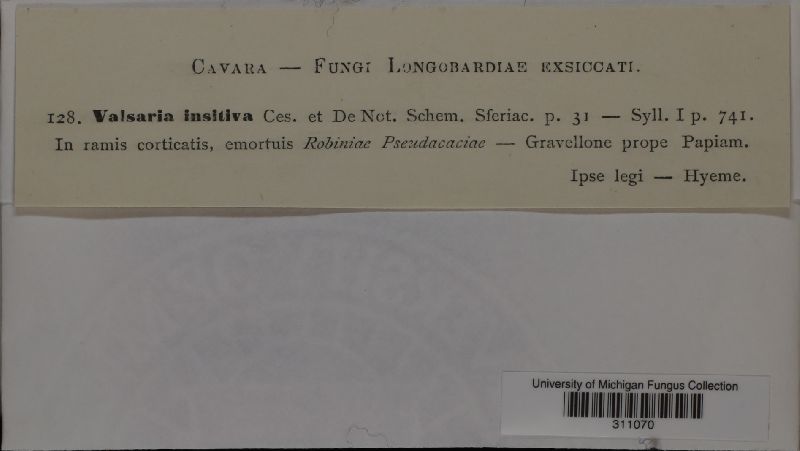 CAVARA — FUNGI LONGOBARDIAE EXSICCATI.
128. Valsaria insitiva Ces. et De Not. Schem. Sferiac. p. 31 — Syll. I p. 741.
In ramis corticatis, emortuis Robiniae Pseudacaciae — Gravellone prope Papiam.
Ipse legi — Hyeme.
University of Michigan Fungus Collection
311070